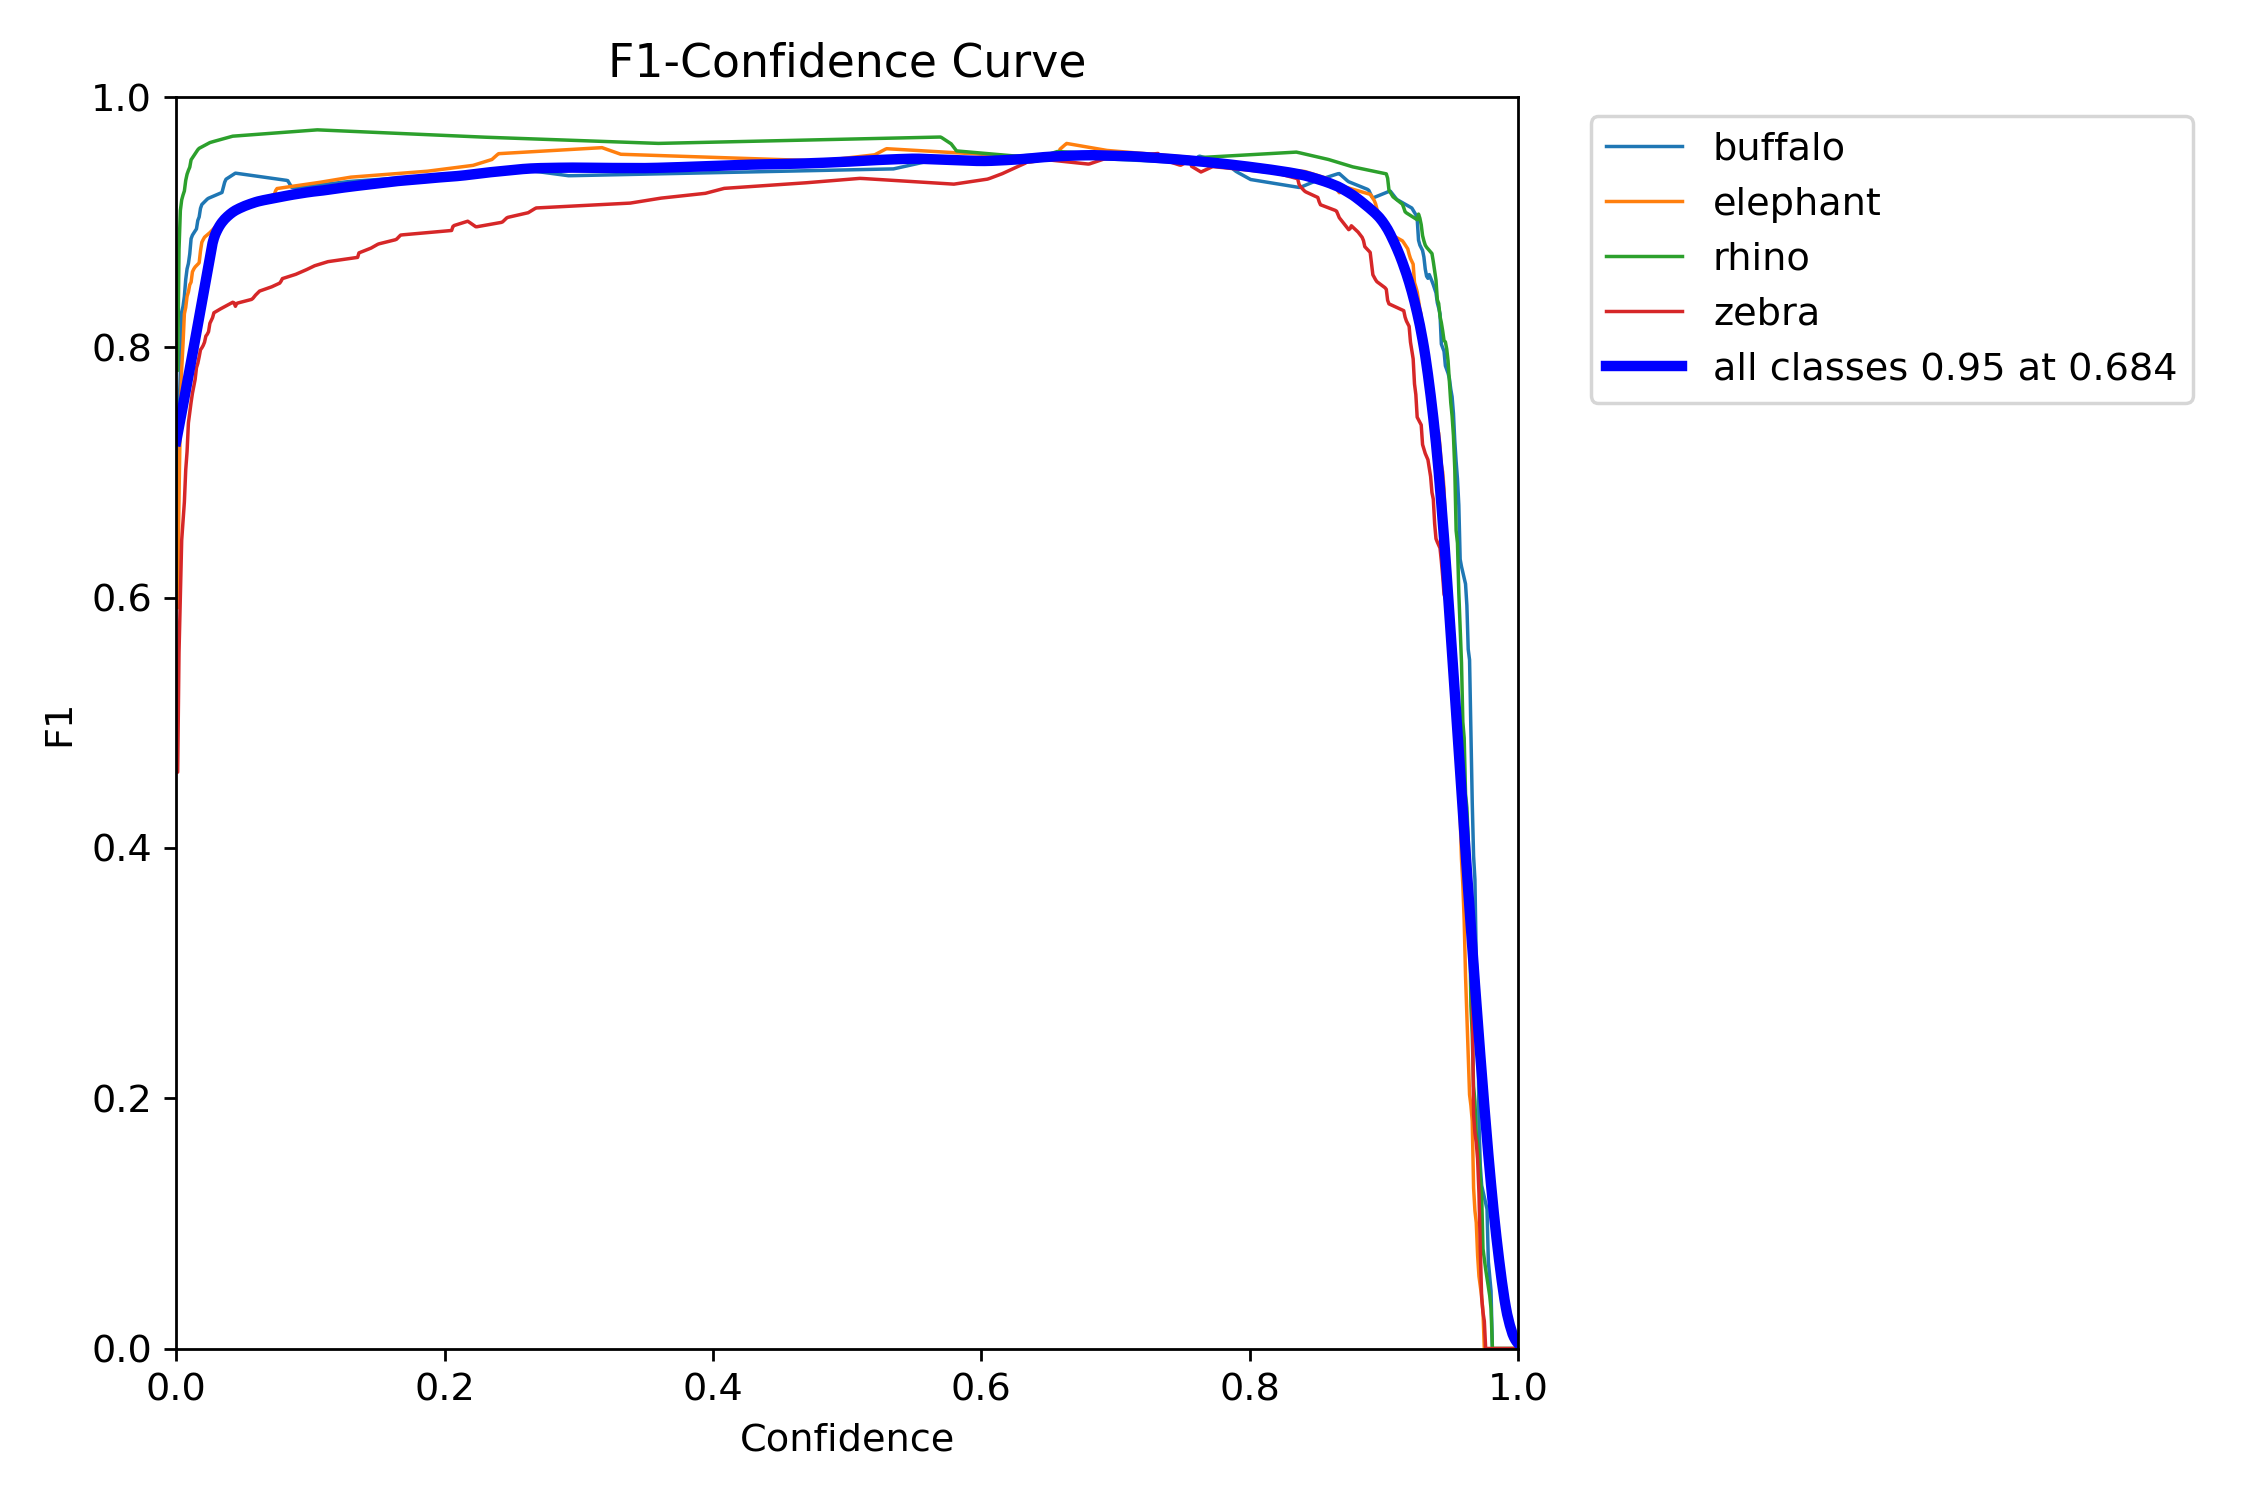 F1-Confidence Curve
1.0
0.8
0.6
0.4
0.2
0.0
F1
0.0 0.2 0.4 0.6 0.8 1.0
Confidence
buffalo
elephant
rhino
zebra
all classes 0.95 at 0.684